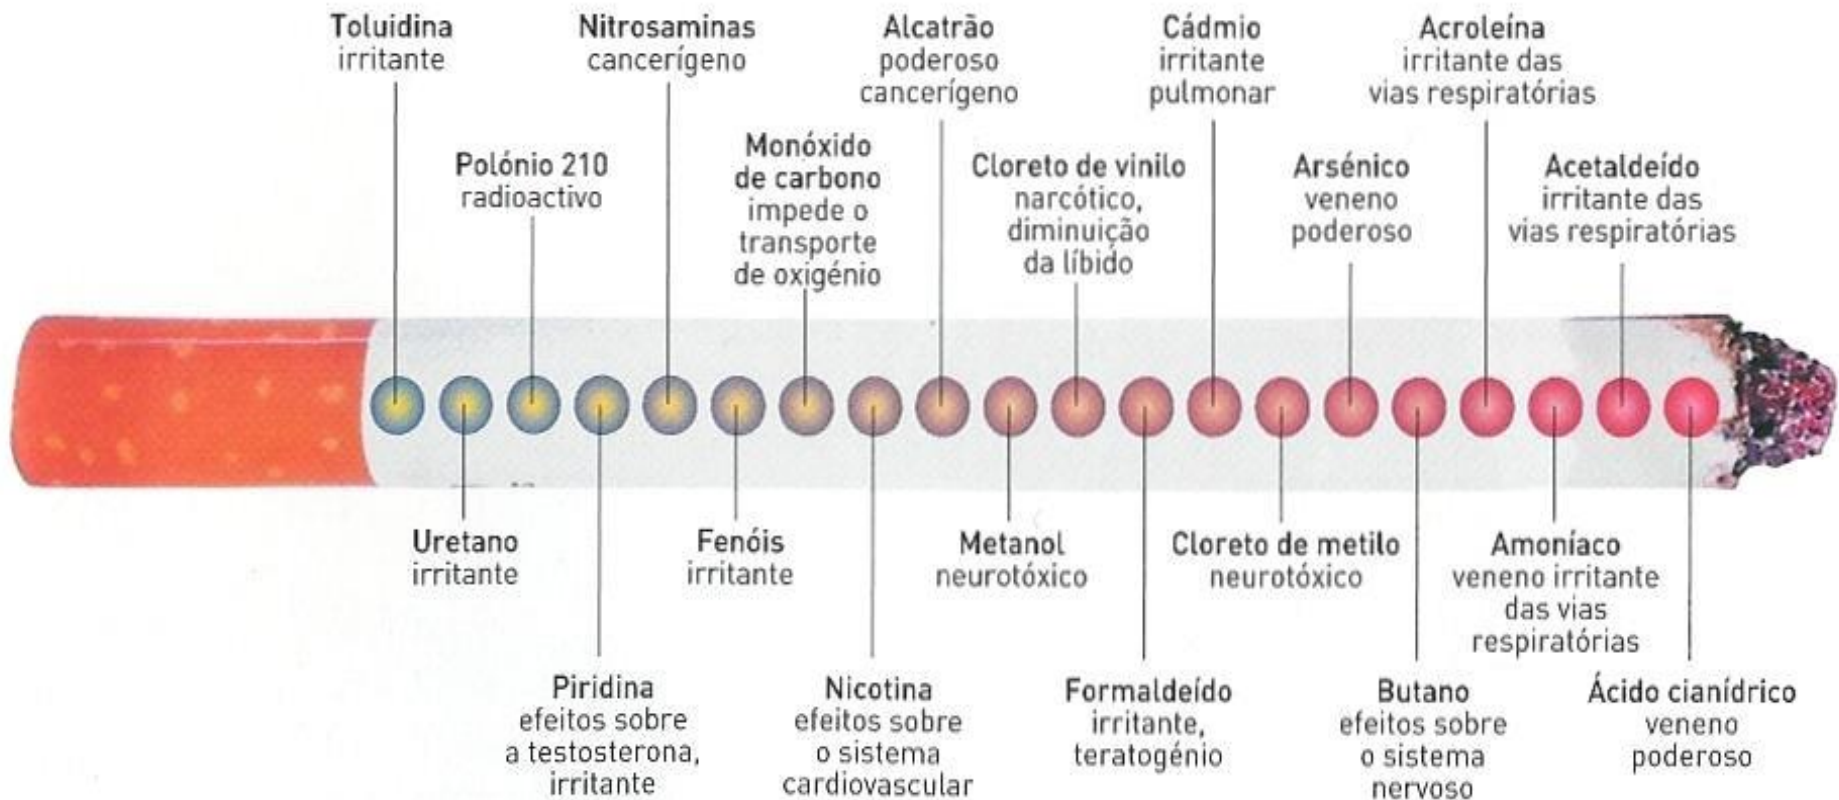 Toluidina
irritante
Nitrosaminas
cancerígeno
Alcatrão
poderoso
cancerígeno
Cádmio
irritante
pulmonar
Acroleína
irritante das
vias respiratórias
Polónio 210
radioactivo
Monóxido
de carbono
impede o
transporte
de oxigénio
Cloreto de vinilo
narcótico,
diminuição
da líbido
Arsénico
veneno
poderoso
Acetaldeído
irritante das
vias respiratórias
Uretano
irritante
Fenóis
irritante
Metanol
neurotóxico
Cloreto de metilo
neurotóxico
Amoníaco
veneno irritante
das vias
respiratórias
Piridina
efeitos sobre
a testosterona,
irritante
Nicotina
efeitos sobre
o sistema
cardiovascular
Formaldeído
irritante,
teratogénio
Butano
efeitos sobre
o sistema
nervoso
Ácido cianídrico
veneno
poderoso